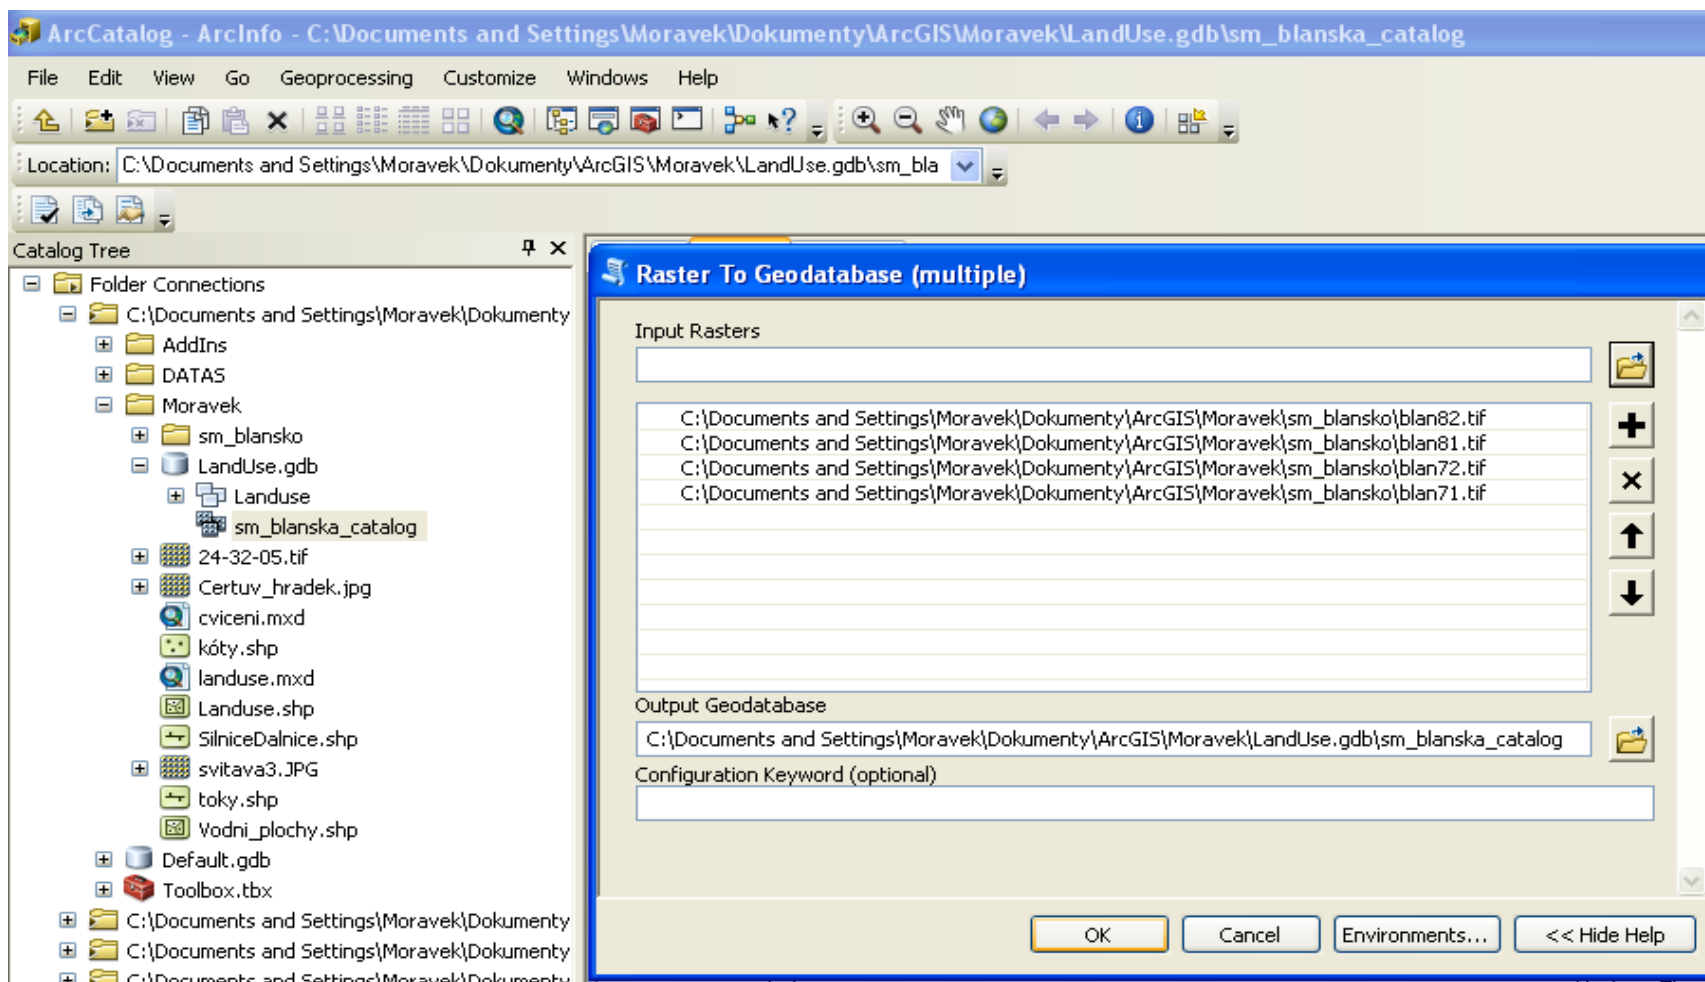 ArcCatalog - ArcInfo - C:\Documents and Settings\Moravek\Dokumenty\ArcGIS\Moravek\LandUse.gdb\sm_blanska_catalog
File Edit View Go Geoprocessing Customize Windows Help
Location: C:\Documents and Settings\Moravek\Dokumenty\ArcGIS\Moravek\LandUse.gdb\sm_bla
Catalog Tree
Folder Connections
C:\Documents and Settings\Moravek\Dokumenty
AddIns
DATAS
Moravek
sm_blansko
LandUse.gdb
Landuse
sm_blanska_catalog
24-32-05.tif
Certuv_hradek.jpg
cviceni.mxd
kóty.shp
landuse.mxd
Landuse.shp
SilniceDalnice.shp
svitava3.JPG
toky.shp
Vodni_plochy.shp
Default.gdb
Toolbox.tbx
C:\Documents and Settings\Moravek\Dokumenty
C:\Documents and Settings\Moravek\Dokumenty
C:\Documents and Settings\Moravek\Dokumenty
Raster To Geodatabase (multiple)
Input Rasters
C:\Documents and Settings\Moravek\Dokumenty\ArcGIS\Moravek\sm_blansko\blan82.tif
C:\Documents and Settings\Moravek\Dokumenty\ArcGIS\Moravek\sm_blansko\blan81.tif
C:\Documents and Settings\Moravek\Dokumenty\ArcGIS\Moravek\sm_blansko\blan72.tif
C:\Documents and Settings\Moravek\Dokumenty\ArcGIS\Moravek\sm_blansko\blan71.tif
Output Geodatabase
C:\Documents and Settings\Moravek\Dokumenty\ArcGIS\Moravek\LandUse.gdb\sm_blanska_catalog
Configuration Keyword (optional)
OK Cancel Environments... << Hide Help